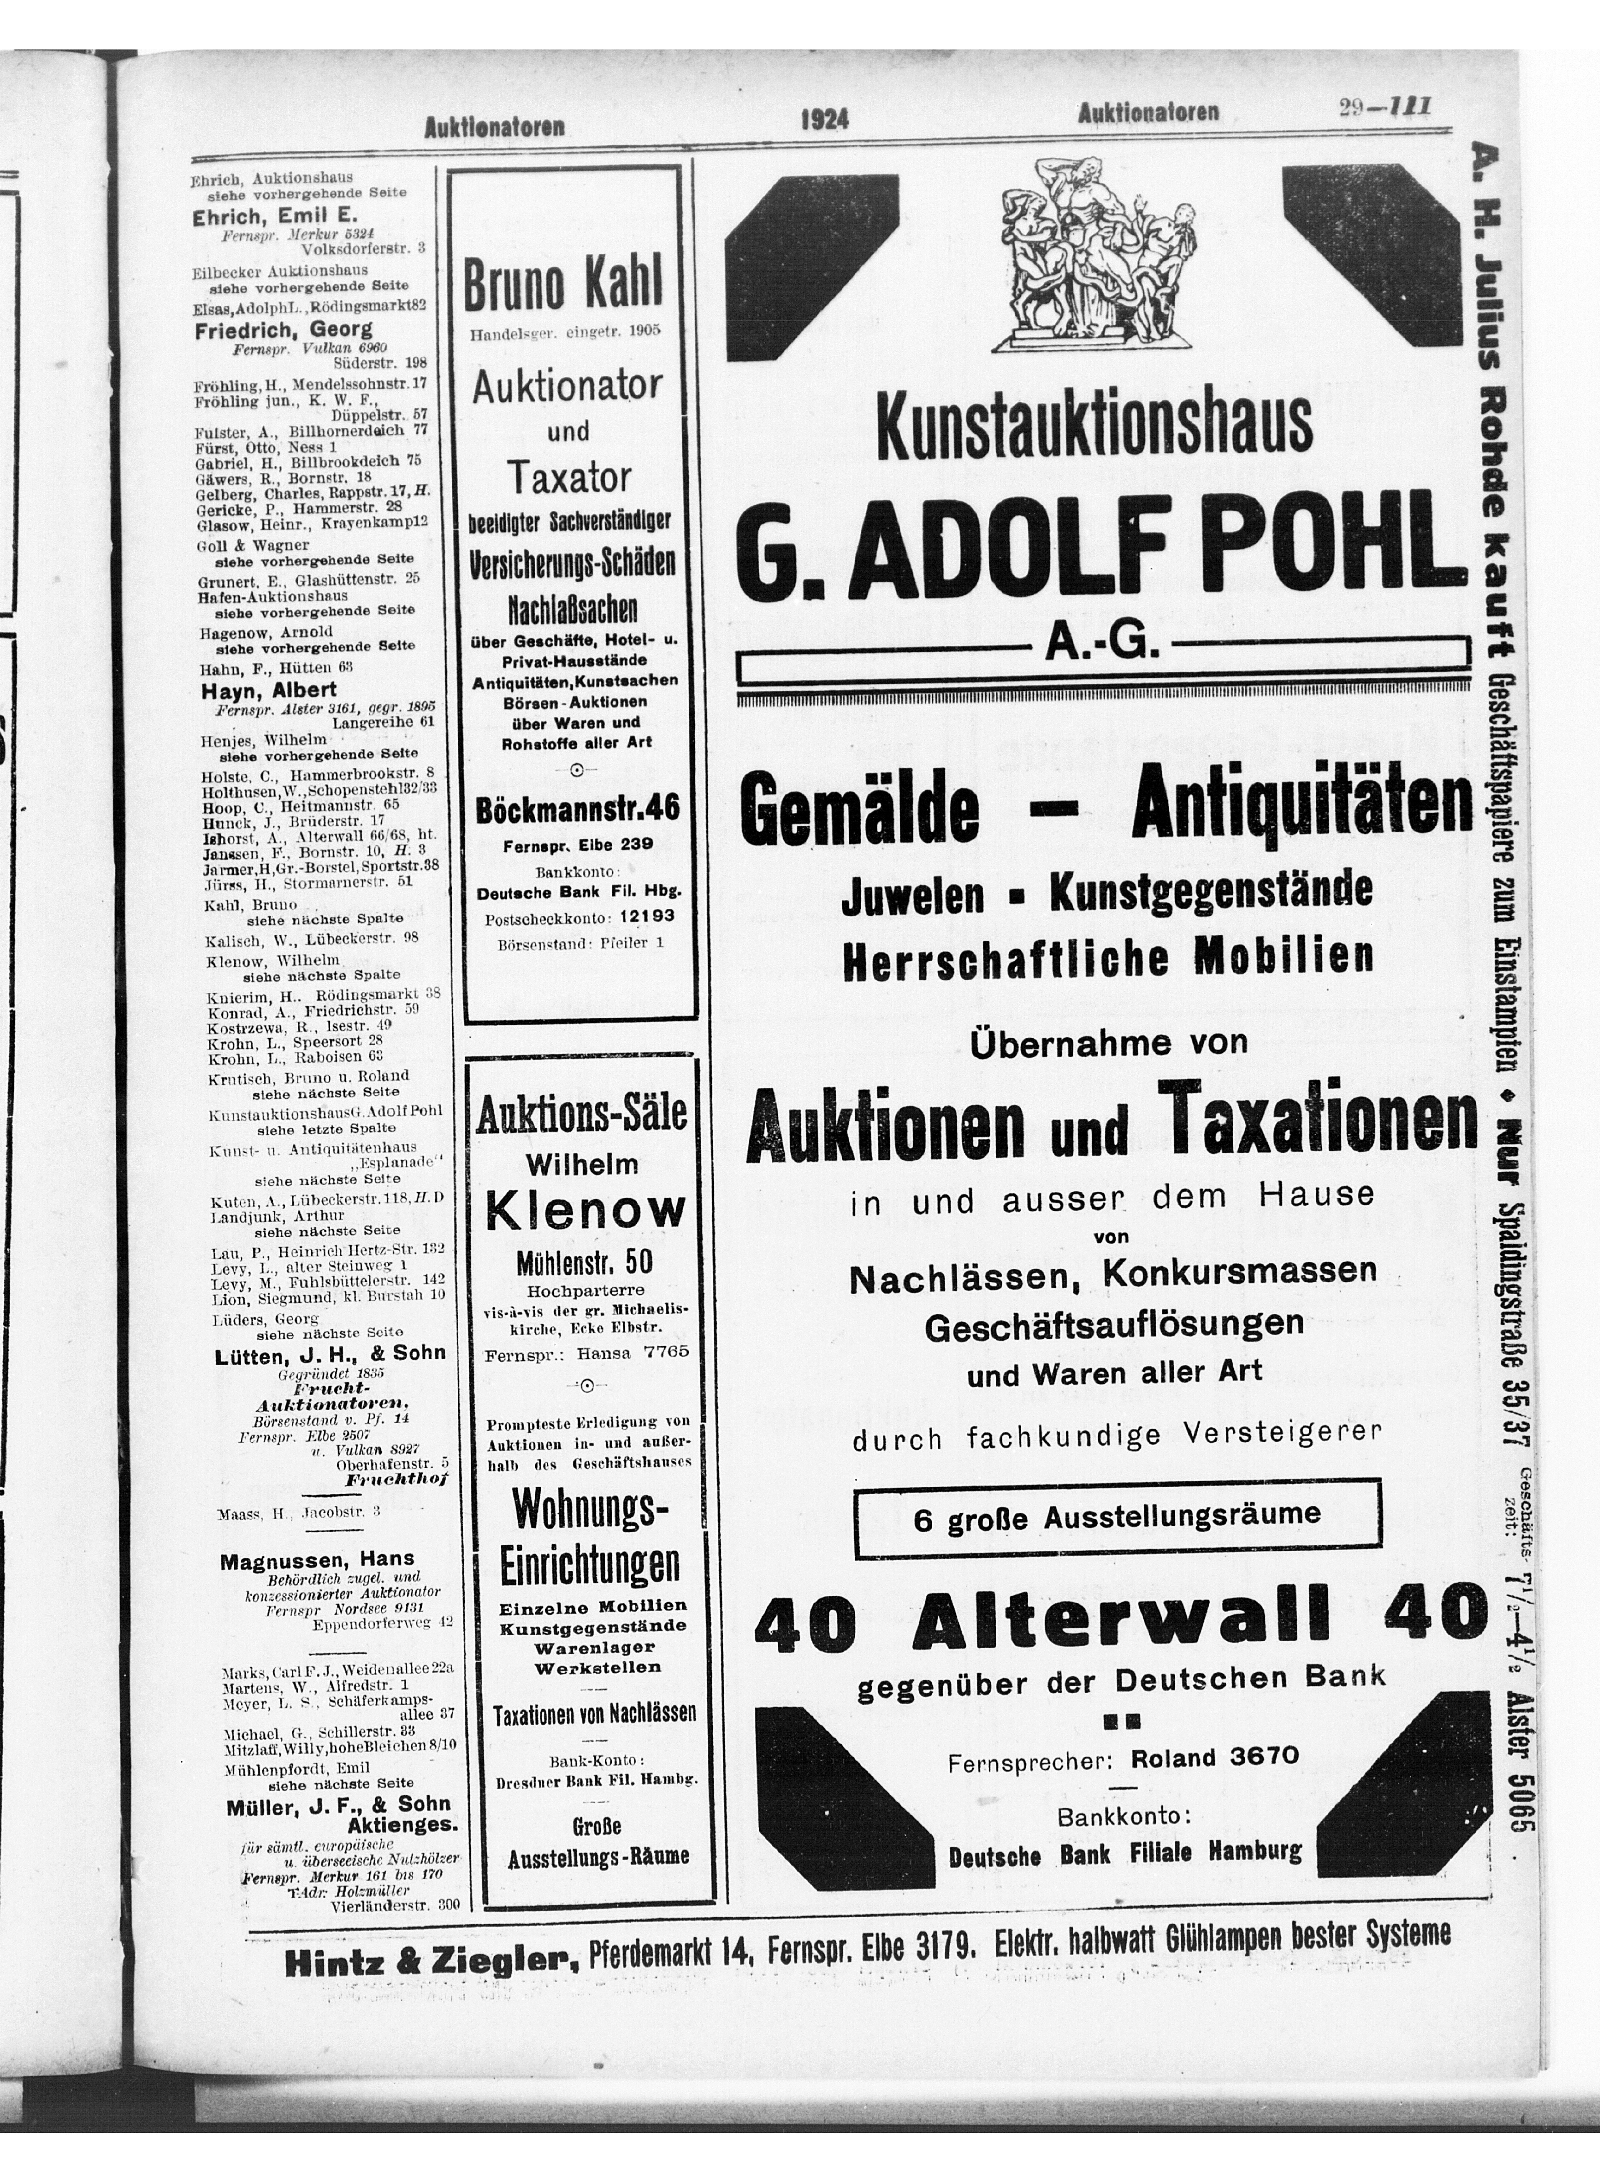 Auktionatoren
1924
Auktionatoren
29—111
Ehrich, Auktionshaus
siehe vorhergehende Seite
Ehrich, Emil E.
Fernspr. Merkur 5324
Volksdorferstr. 3
Eilbecker Auktionshaus
siehe vorhergehende Seite
Elsas, Adolph L., Rödingsmarkt 82
Friedrich, Georg
Fernspr. Vulkan 6960
Süderstr. 198
Fröhling, H., Mendelssohnstr. 17
Fröhling jun., K. W. F.,
Düppelstr. 57
Fulster, A., Billhornerdeich 77
Fürst, Otto, Ness 1
Gabriel, H., Billbrookdeich 75
Gäwers, R., Bornstr. 18
Gelberg, Charles, Rappstr. 17, H.
Gericke, P., Hammerstr. 28
Glasow, Heinr., Krayenkamp 12
Goll & Wagner
siehe vorhergehende Seite
Grunert, E., Glashüttenstr. 25
Hafen-Auktionshaus
siehe vorhergehende Seite
Hagenow, Arnold
siehe vorhergehende Seite
Hahn, F., Hütten 63
Hayn, Albert
Fernspr. Alster 3161, gegr. 1895
Langereihe 61
Henjes, Wilhelm
siehe vorhergehende Seite
Holste, C., Hammerbrookstr. 8
Holthusen, W., Schopenstehl 32/33
Hoop, C., Heitmannstr. 65
Hunck, J., Brüderstr. 17
Ishorst, A., Alterwall 66/68, ht.
Janssen, F., Bornstr. 10, H. 3
Jarmer, H, Gr.-Borstel, Sportstr. 38
Jürss, H., Stormarnerstr. 51
Kahl, Bruno
siehe nächste Spalte
Kalisch, W., Lübeckerstr. 98
Klenow, Wilhelm
siehe nächste Spalte
Knierim, H.. Rödingsmarkt 38
Konrad, A., Friedrichstr. 59
Kostrzewa, R., Isestr. 49
Krohn, L., Speersort 28
Krohn, L., Raboisen 63
Krutisch, Bruno u. Roland
siehe nächste Seite
Kunstauktionshaus G. Adolf Pohl
siehe letzte Spalte
Kunst- u. Antiquitätenhaus
„Esplanade“
siehe nächste Seite
Kuten, A., Lübeckerstr. 118, H. D
Landjunk, Arthur
siehe nächste Seite
Lau, P., Heinrich Hertz-Str. 132
Levy, L., alter Steinweg 1
Levy, M., Fuhlsbüttelerstr. 142
Lion, Siegmund, kl. Burstah 10
Lüders, Georg
siehe nächste Seite
Lütten, J. H., & Sohn
Gegründet 1835
Frucht-
Auktionatoren,
Börsenstand v. Pf. 14
Fernspr. Elbe 2507
u. Vulkan 8927
Oberhafenstr. 5
Fruchthof
Maass, H., Jacobstr. 3
Magnussen, Hans
Behördlich zugel. und
konzessionierter Auktionator
Fernspr Nordsee 9131
Eppendorferweg 42
Marks, Carl F. J., Weidenallee 22a
Martens, W., Alfredstr. 1
Meyer, L. S., Schäferkamps-
allee 37
Michael, G., Schillerstr. 33
Mitzlaff, Willy, hohe Bleichen 8/10
Mühlenpfordt, Emil
siehe nächste Seite
Müller, J. F., & Sohn
Aktienges.
für sämtl. europäische
u. überseeische Nutzhölzer
Fernspr. Merkur 161 bis 170
T.Adr: Holzmüller
Vierländerstr. 300
Bruno Kahl
Handelsger. eingetr. 1905
Auktionator
und
Taxator
beeidigter Sachverständiger
Versicherungs-Schäden
Nachlaßsachen
über Geschäfte, Hotel- u.
Privat-Hausstände
Antiquitäten, Kunstsachen
Börsen-Auktionen
über Waren und
Rohstoffe aller Art
Böckmannstr. 46
Fernspr. Elbe 239
Bankkonto:
Deutsche Bank Fil. Hbg.
Postscheckkonto: 12193
Börsenstand: Pfeiler 1
Auktions-Säle
Wilhelm
Klenow
Mühlenstr. 50
Hochparterre
vis-à-vis der gr. Michaelis-
kirche, Ecke Elbstr.
Fernspr.: Hansa 7765
Prompteste Erledigung von
Auktionen in- und außer-
halb des Geschäftshauses
Wohnungs-
Einrichtungen
Einzelne Mobilien
Kunstgegenstände
Warenlager
Werkstellen
Taxationen von Nachlässen
Bank-Konto:
Dresdner Bank Fil. Hambg.
Große
Ausstellungs-Räume
Kunstauktionshaus
G. ADOLF POHL
A.-G.
Gemälde — Antiquitäten
Juwelen - Kunstgegenstände
Herrschaftliche Mobilien
Übernahme von
Auktionen und Taxationen
in und ausser dem Hause
von
Nachlässen, Konkursmassen
Geschäftsauflösungen
und Waren aller Art
durch fachkundige Versteigerer
6 große Ausstellungsräume
40 Alterwall 40
gegenüber der Deutschen Bank
Fernsprecher: Roland 3670
Bankkonto:
Deutsche Bank Filiale Hamburg
A. H. Julius Rohde kauft Geschäftspapiere zum Einstampfen ◆ Nur Spaldingstraße 35/37 Geschäfts-zeit: 7½—4½ Alster 5065
Hintz & Ziegler, Pferdemarkt 14, Fernspr. Elbe 3179. Elektr. halbwatt Glühlampen bester Systeme